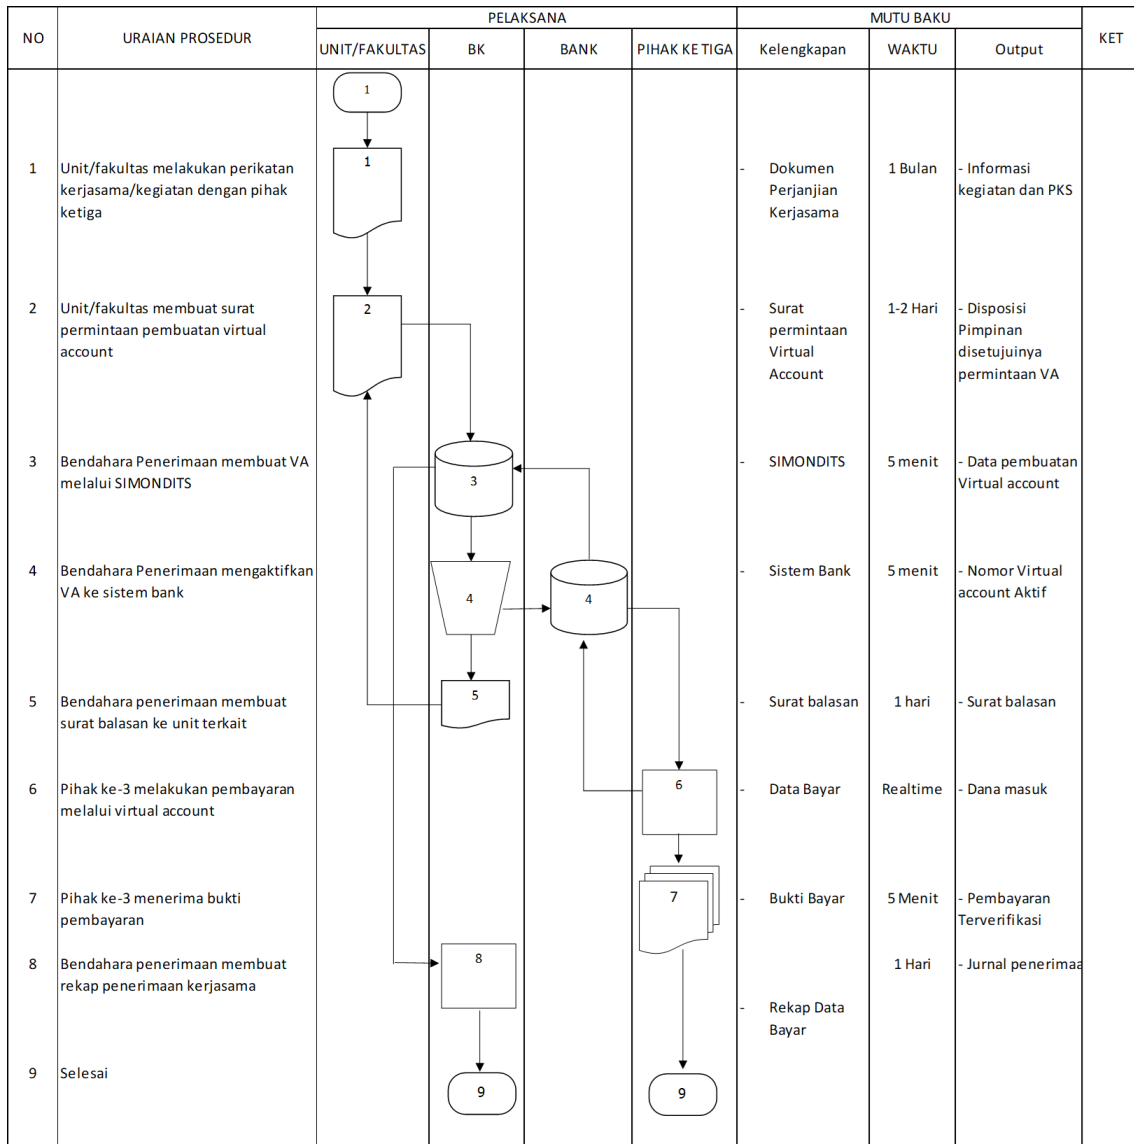 NO
URAIAN PROSEDUR
PELAKSANA
MUTU BAKU
KET
UNIT/FAKULTAS
BK
BANK
PIHAK KETIGA
Kelengkapan
WAKTU
Output
1
1
Unit/fakultas melakukan perikatan
kerjasama/kegiatan dengan pihak
ketiga
1
- Dokumen
Perjanjian
Kerjasama
1 Bulan
- Informasi
kegiatan dan PKS
2
Unit/fakultas membuat surat
permintaan pembuatan virtual
account
2
- Surat
permintaan
Virtual
Account
1-2 Hari
- Disposisi
Pimpinan
disetujuinya
permintaan VA
3
Bendahara Penerimaan membuat VA
melalui SIMONDITS
3
- SIMONDITS
5 menit
- Data pembuatan
Virtual account
4
Bendahara Penerimaan mengaktifkan
VA ke sistem bank
4
4
- Sistem Bank
5 menit
- Nomor Virtual
account Aktif
5
Bendahara penerimaan membuat
surat balasan ke unit terkait
5
- Surat balasan
1 hari
- Surat balasan
6
Pihak ke-3 melakukan pembayaran
melalui virtual account
6
- Data Bayar
Realtime
- Dana masuk
7
Pihak ke-3 menerima bukti
pembayaran
7
- Bukti Bayar
5 Menit
- Pembayaran
Terverifikasi
8
Bendahara penerimaan membuat
rekap penerimaan kerjasama
8
1 Hari
- Jurnal penerimaa
- Rekap Data
Bayar
9
Selesai
9
9